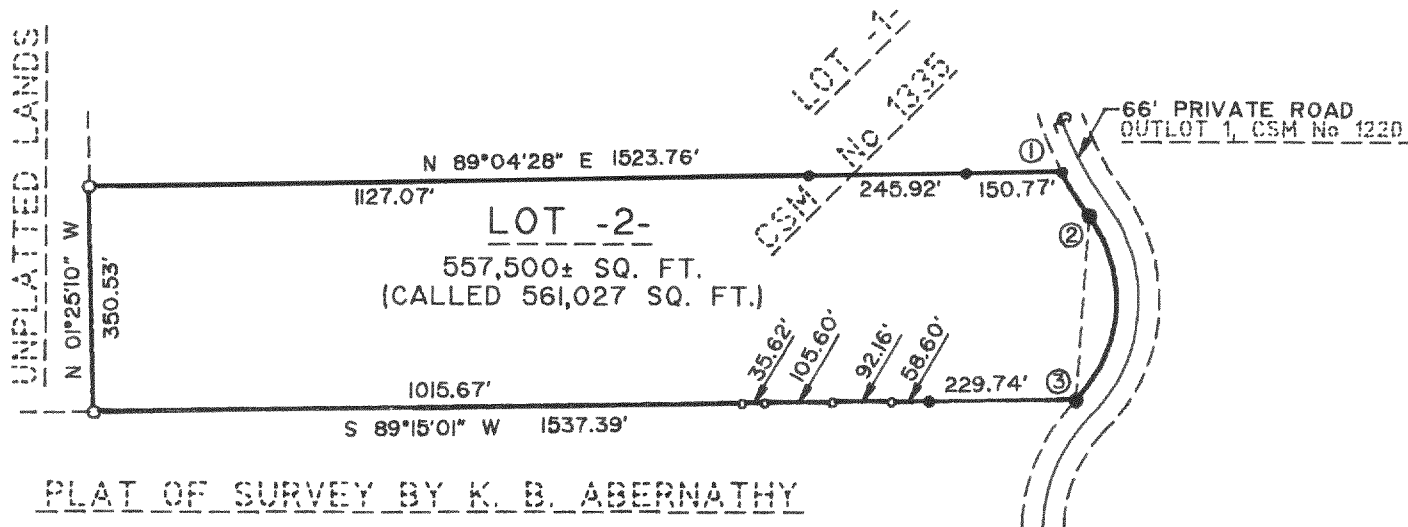 UNPLATTED LANDS
LOT -1-
CSM No 1335
66' PRIVATE ROAD
OUTLOT 1, CSM No 1220
①
N 89°04'28" E 1523.76'
1127.07'
245.92'
150.77'
LOT -2-
②
557,500± SQ. FT.
(CALLED 561,027 SQ. FT.)
N 01°25'10" W
350.53'
35.62'
105.60'
92.16'
58.60'
1015.67'
229.74'
③
S 89°15'01" W 1537.39'
PLAT OF SURVEY BY K. B. ABERNATHY